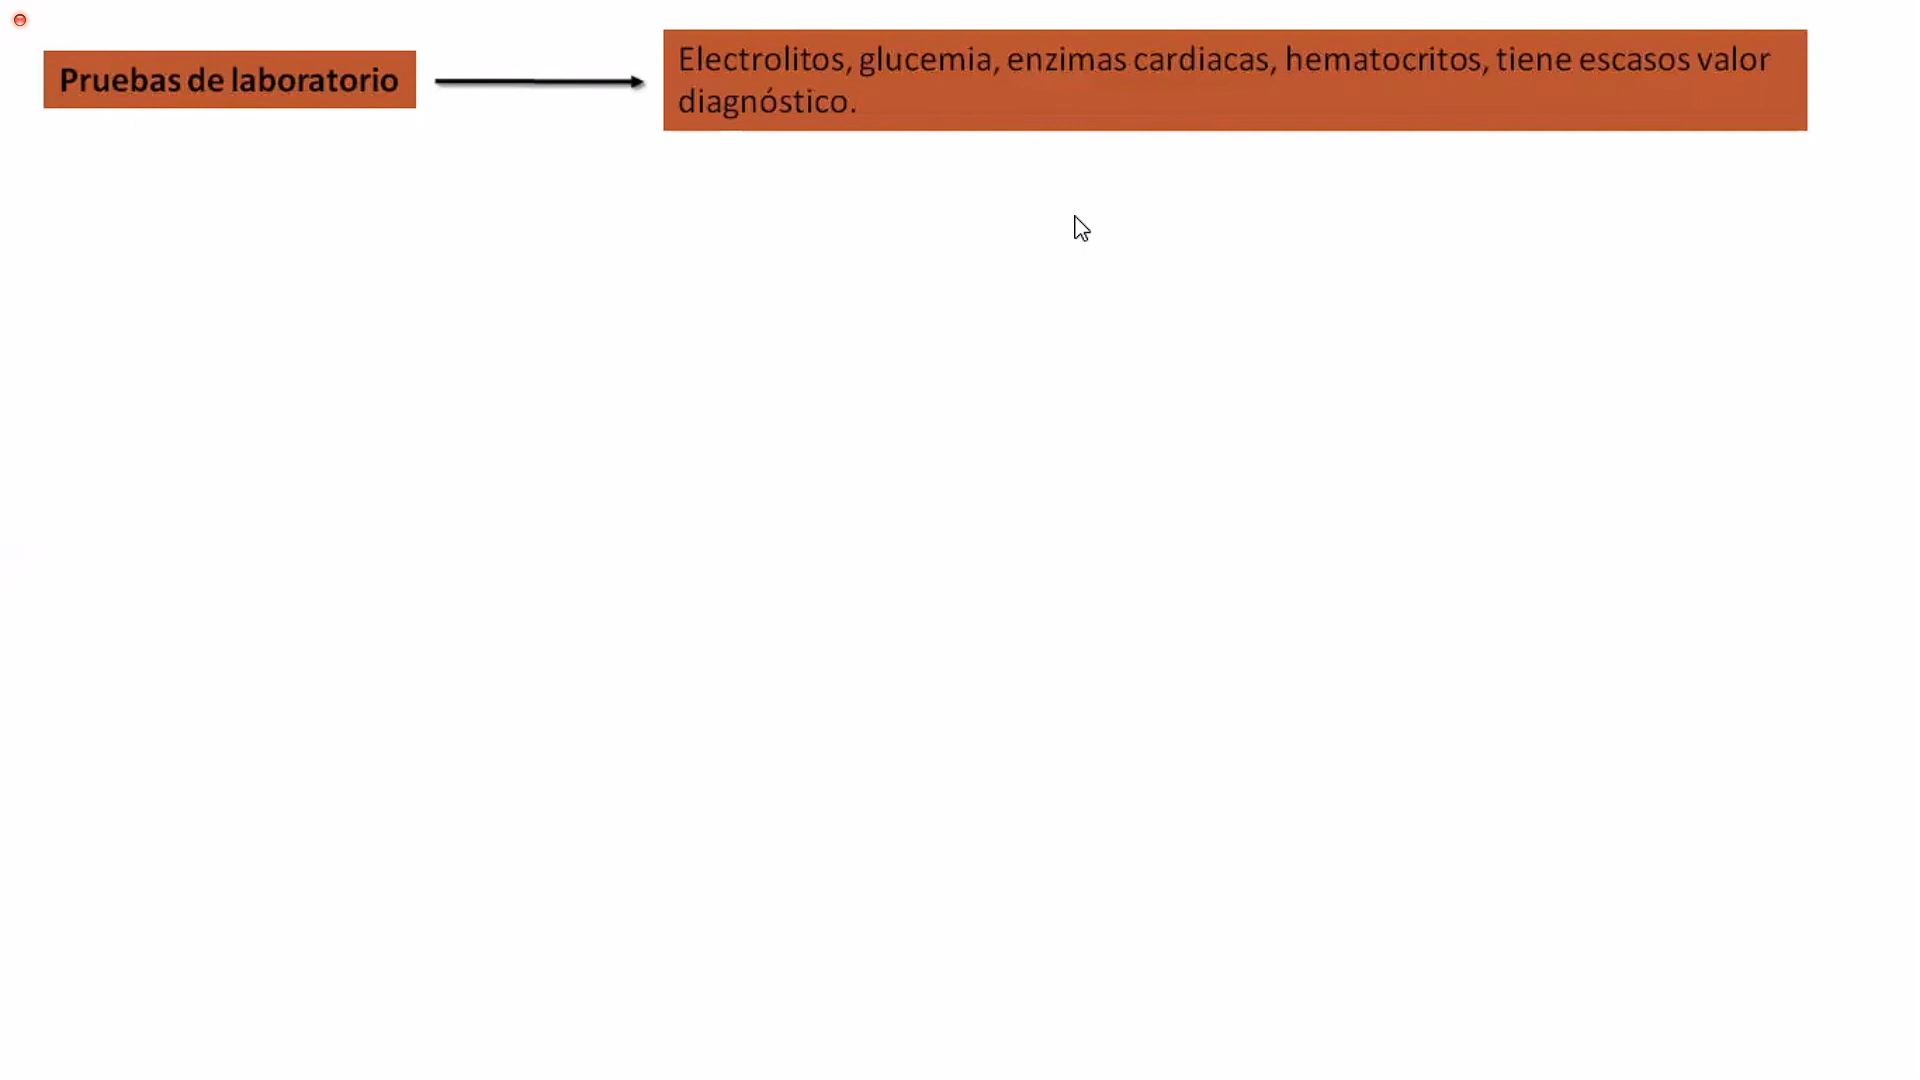 Pruebas de laboratorio
Electrolitos, glucemia, enzimas cardiacas, hematocritos, tiene escasos valor
diagnóstico.